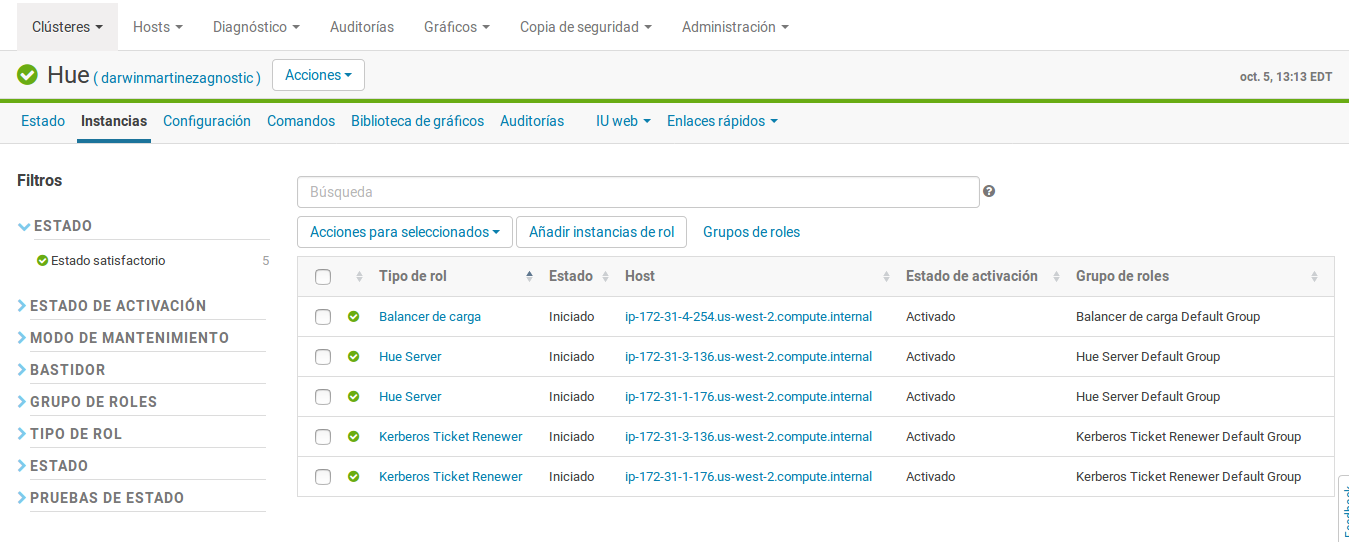 Clústeres Hosts Diagnóstico Auditorías Gráficos Copia de seguridad Administración
Hue ( darwinmartinezagnostic ) Acciones oct. 5, 13:13 EDT
Estado Instancias Configuración Comandos Biblioteca de gráficos Auditorías IU web Enlaces rápidos
Filtros
Búsqueda
ESTADO
Acciones para seleccionados Añadir instancias de rol Grupos de roles
Estado satisfactorio 5
ESTADO DE ACTIVACIÓN
MODO DE MANTENIMIENTO
BASTIDOR
GRUPO DE ROLES
TIPO DE ROL
ESTADO
PRUEBAS DE ESTADO
Tipo de rol Estado Host Estado de activación Grupo de roles
Balancer de carga Iniciado ip-172-31-4-254.us-west-2.compute.internal Activado Balancer de carga Default Group
Hue Server Iniciado ip-172-31-3-136.us-west-2.compute.internal Activado Hue Server Default Group
Hue Server Iniciado ip-172-31-1-176.us-west-2.compute.internal Activado Hue Server Default Group
Kerberos Ticket Renewer Iniciado ip-172-31-3-136.us-west-2.compute.internal Activado Kerberos Ticket Renewer Default Group
Kerberos Ticket Renewer Iniciado ip-172-31-1-176.us-west-2.compute.internal Activado Kerberos Ticket Renewer Default Group
Feedback